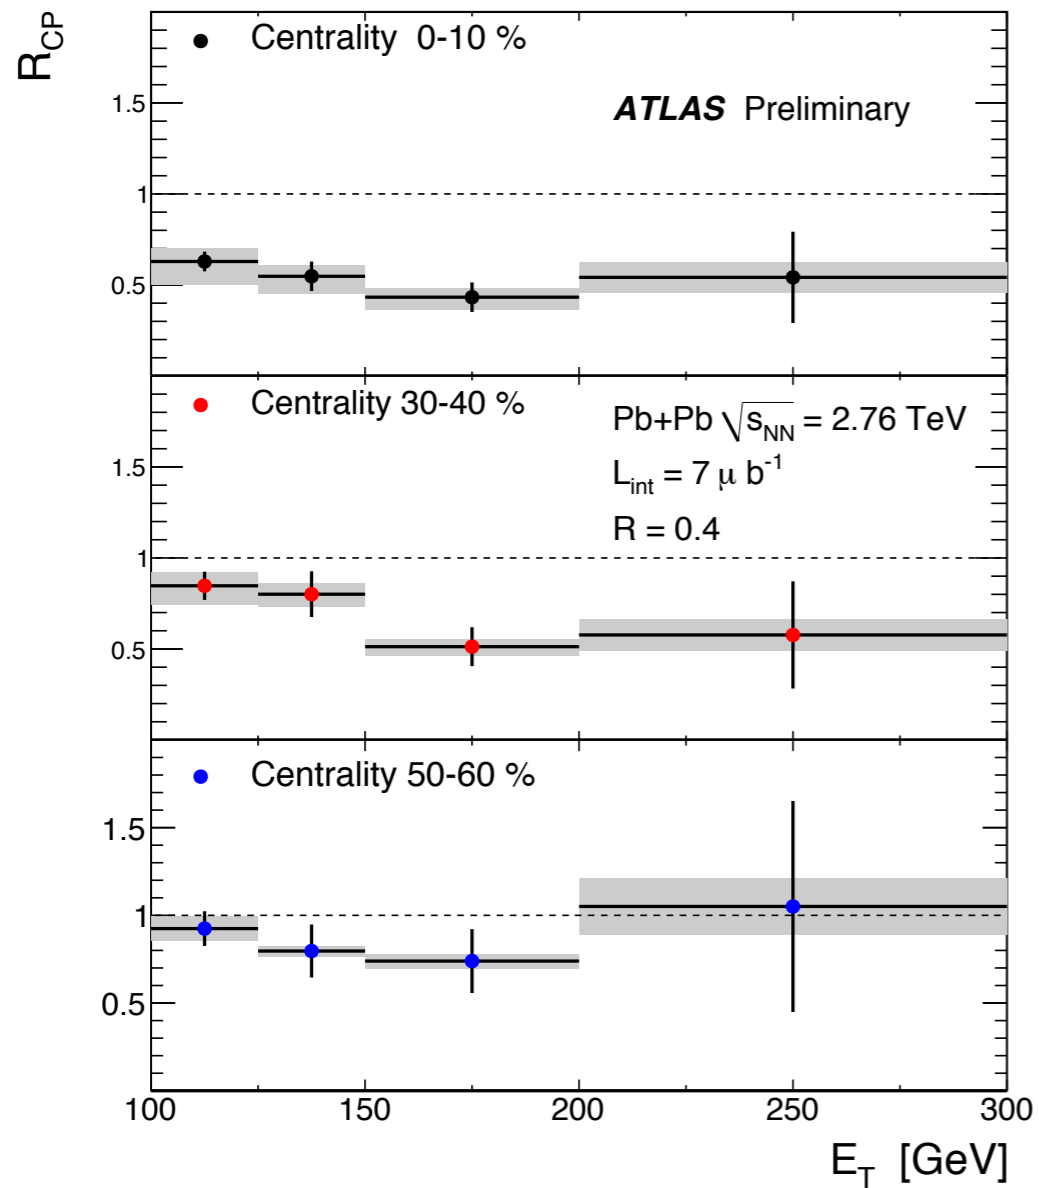 R_CP
Centrality 0-10 %
ATLAS Preliminary
1.5
1
0.5
Centrality 30-40 %
Pb+Pb √s_NN = 2.76 TeV
L_int = 7 μ b^-1
R = 0.4
1.5
1
0.5
Centrality 50-60 %
1.5
1
0.5
100 150 200 250 300
E_T [GeV]